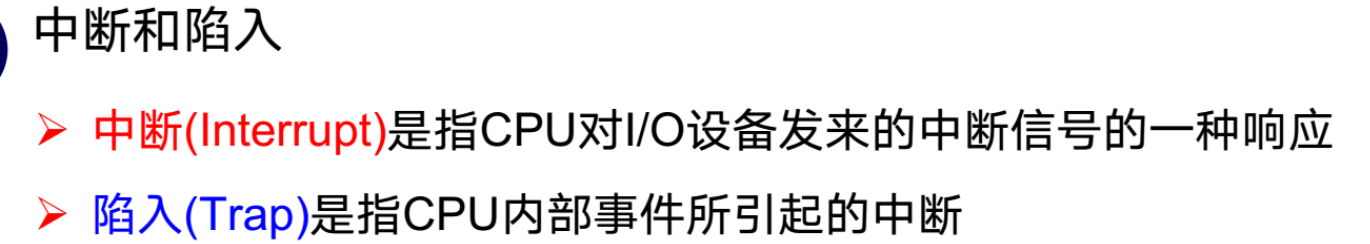 中断和陷入
中断(Interrupt)是指CPU对I/O设备发来的中断信号的一种响应
陷入(Trap)是指CPU内部事件所引起的中断